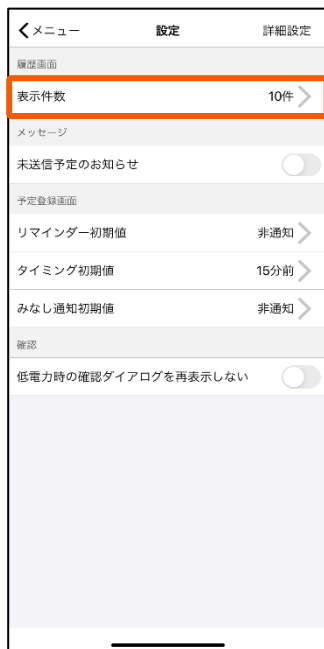 メニュー 設定 詳細設定
履歴画面
表示件数 10件
メッセージ
未送信予定のお知らせ
予定登録画面
リマインダー初期値 非通知
タイミング初期値 15分前
みなし通知初期値 非通知
確認
低電力時の確認ダイアログを再表示しない